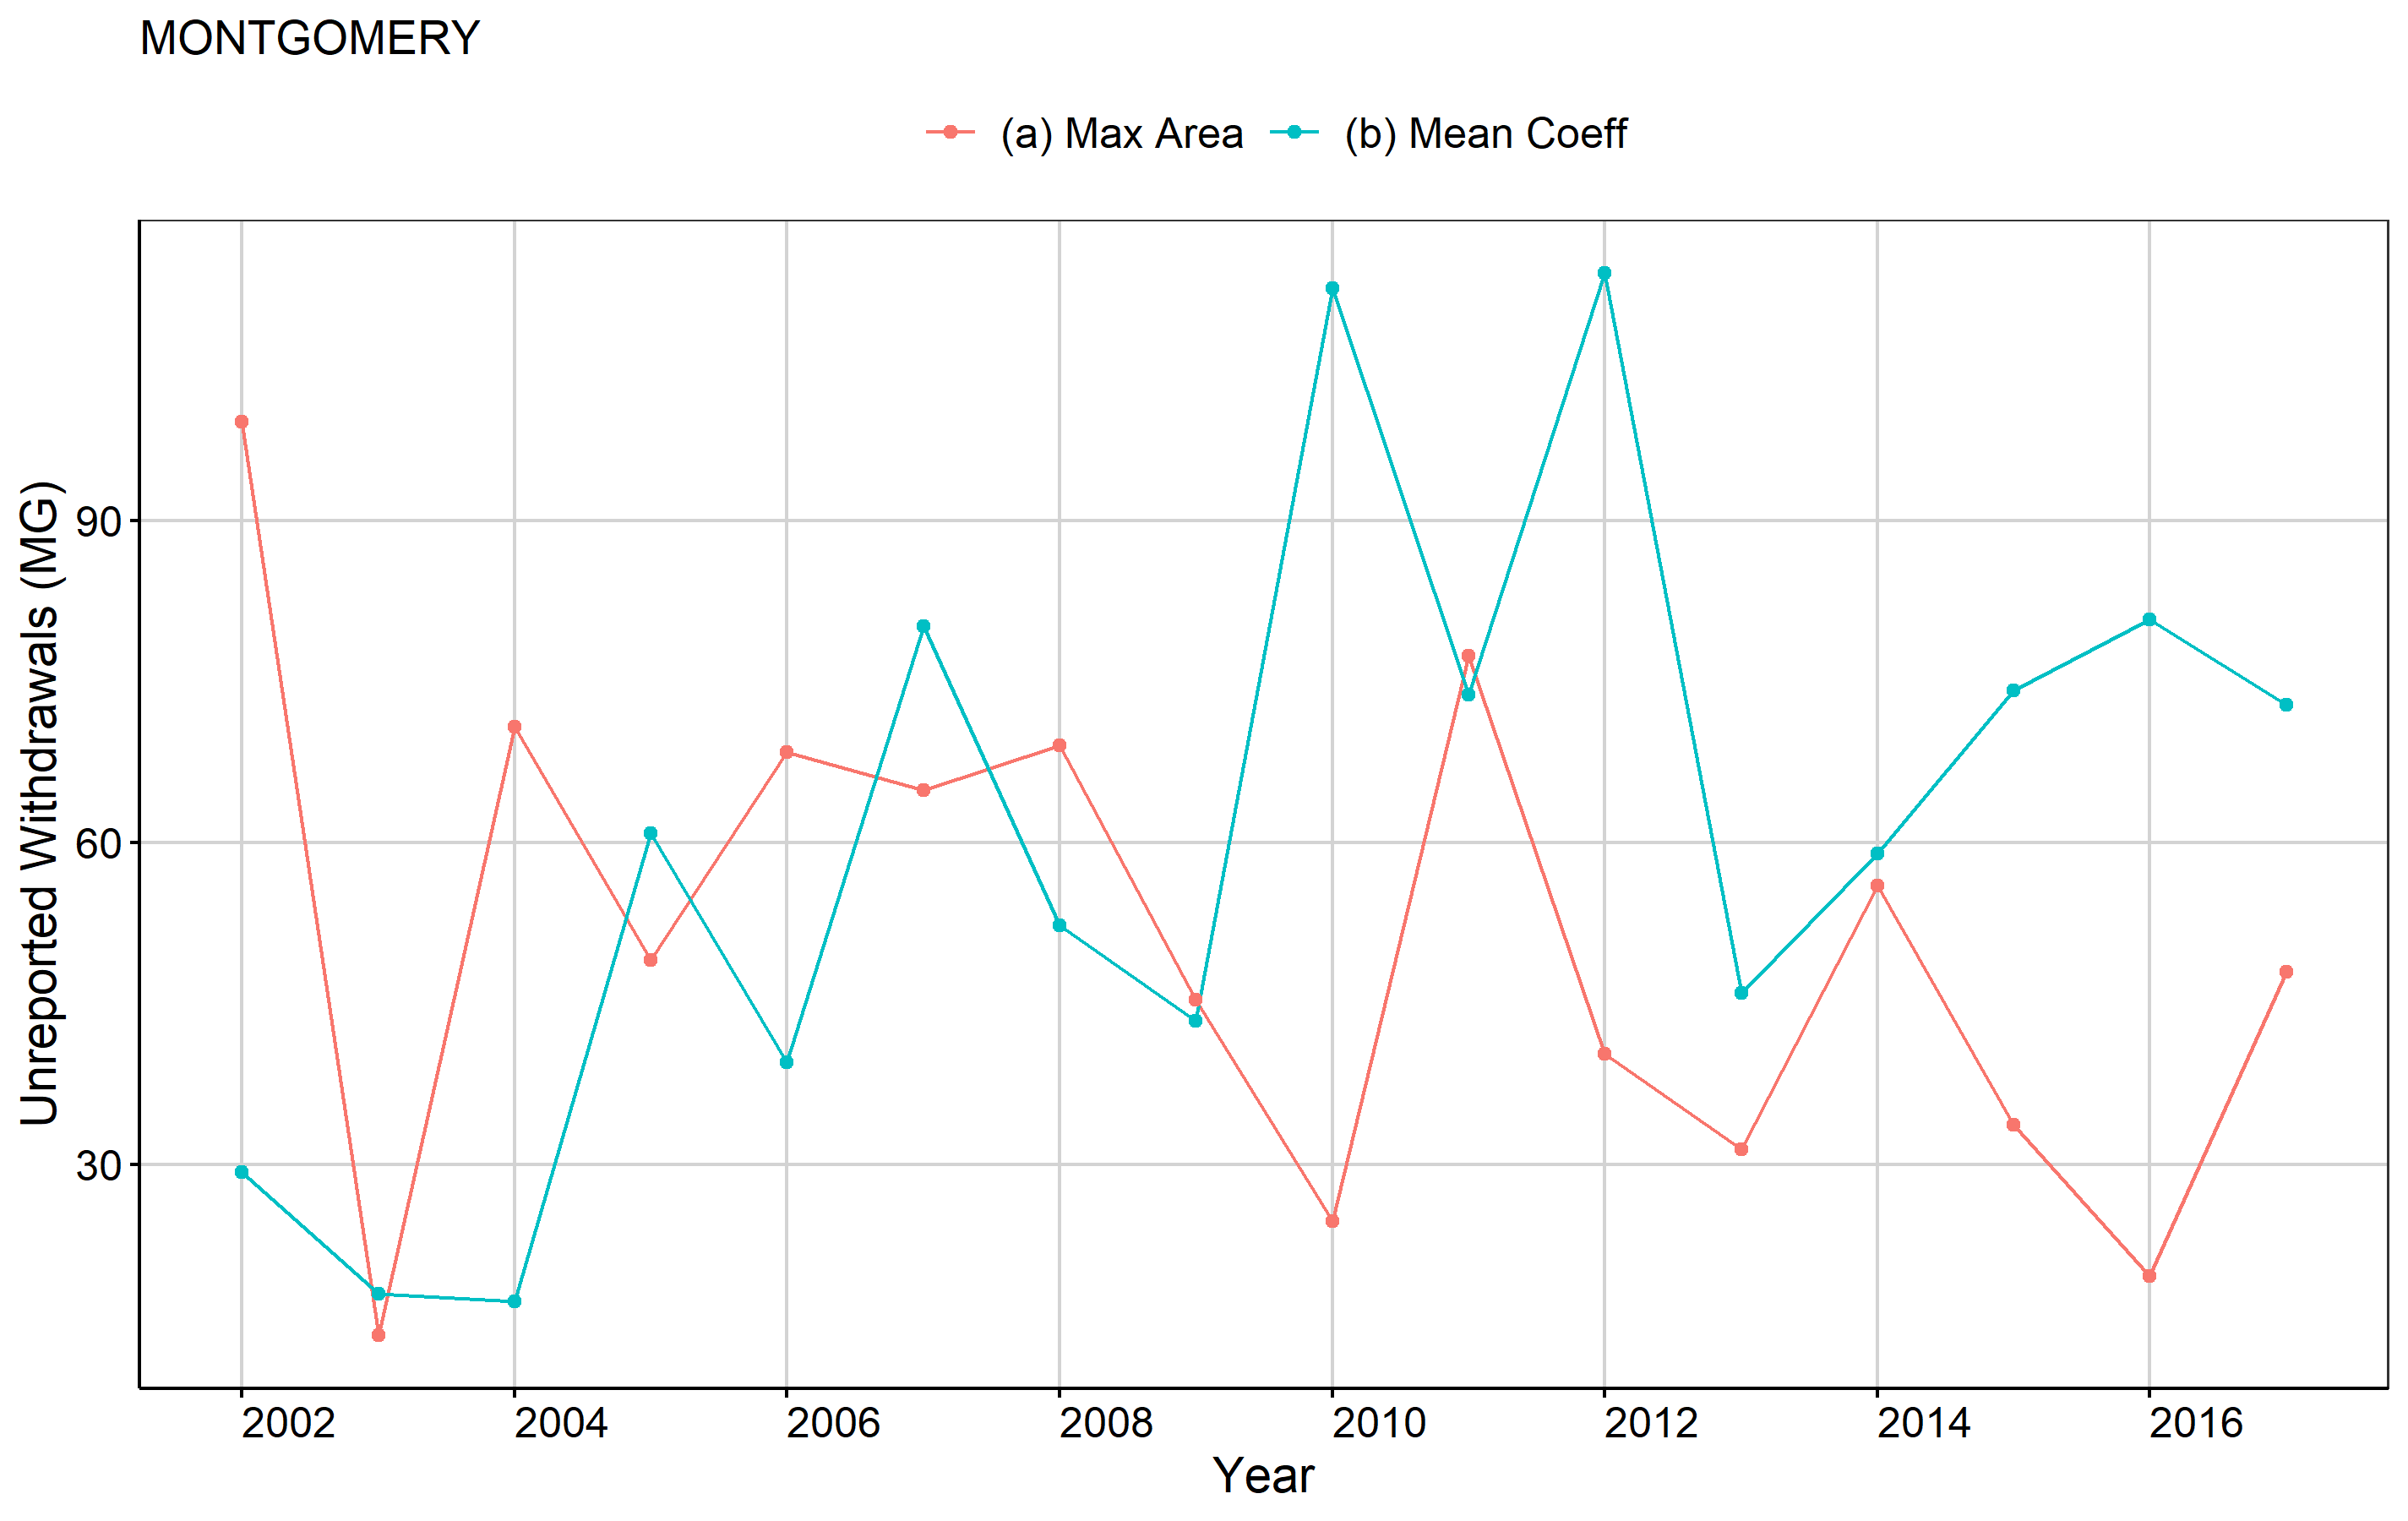 MONTGOMERY
(a) Max Area (b) Mean Coeff
Unreported Withdrawals (MG)
90
60
30
2002 2004 2006 2008 2010 2012 2014 2016
Year